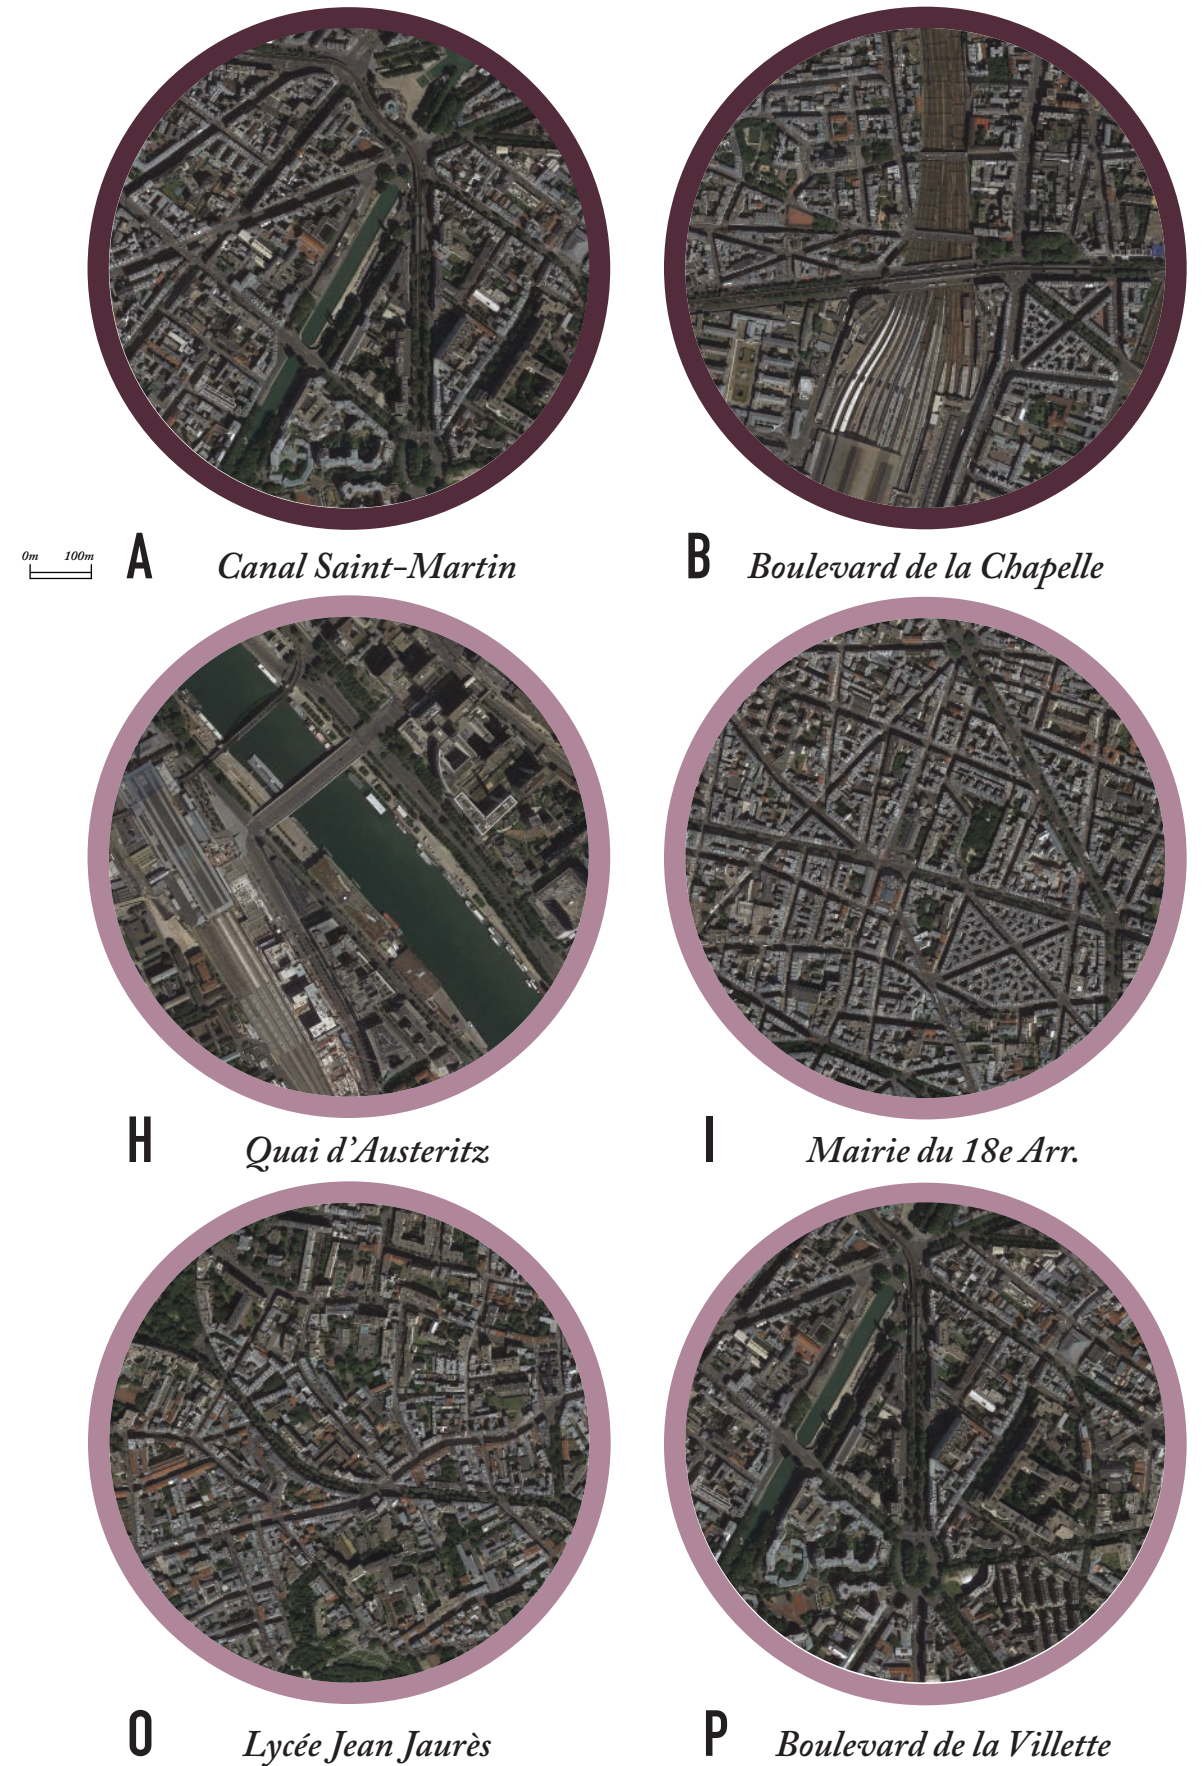 0m 100m
A Canal Saint-Martin
B Boulevard de la Chapelle
H Quai d'Austeritz
I Mairie du 18e Arr.
O Lycée Jean Jaurès
P Boulevard de la Villette